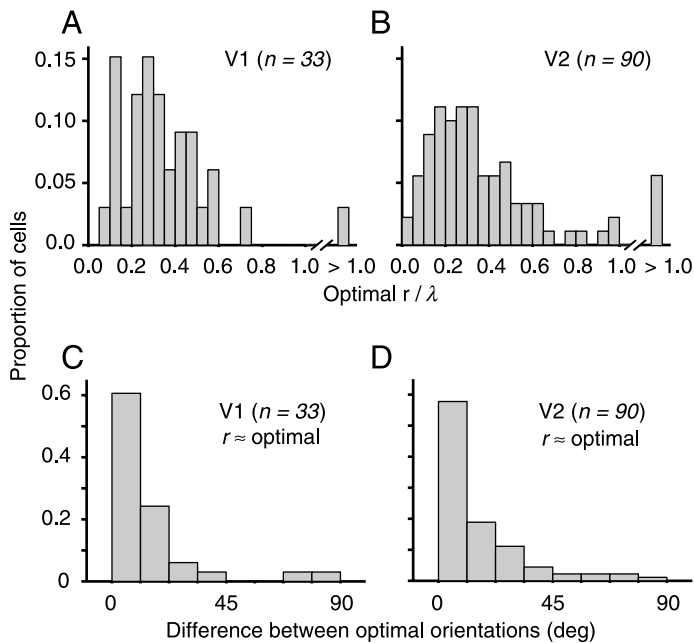 A
B
V1 (n = 33)
V2 (n = 90)
0.15
0.10
0.05
0.0
Proportion of cells
0.0 0.2 0.4 0.6 0.8 1.0 > 1.0
0.0 0.2 0.4 0.6 0.8 1.0 > 1.0
Optimal r / λ
C
D
V1 (n = 33)
r ≈ optimal
V2 (n = 90)
r ≈ optimal
0.6
0.4
0.2
0
0 45 90
0 45 90
Difference between optimal orientations (deg)